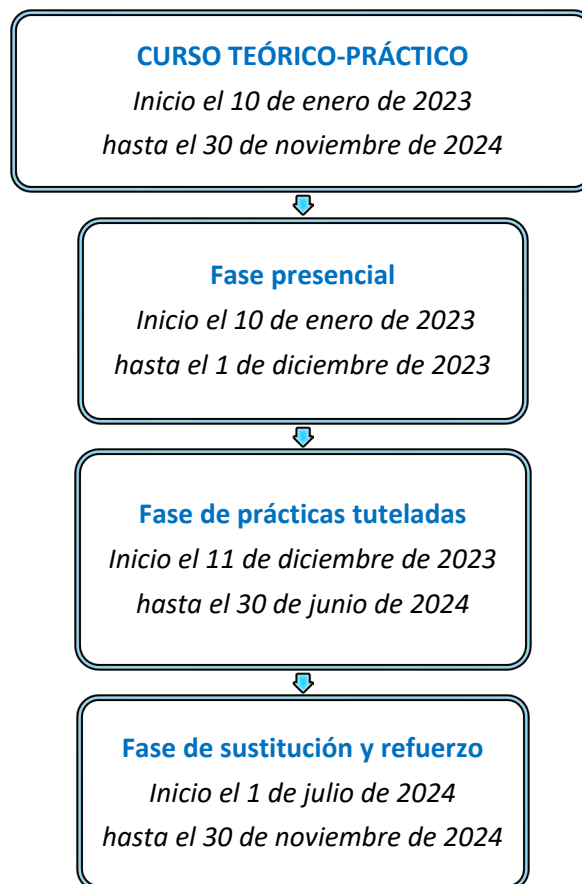 CURSO TEÓRICO-PRÁCTICO
Inicio el 10 de enero de 2023
hasta el 30 de noviembre de 2024
Fase presencial
Inicio el 10 de enero de 2023
hasta el 1 de diciembre de 2023
Fase de prácticas tuteladas
Inicio el 11 de diciembre de 2023
hasta el 30 de junio de 2024
Fase de sustitución y refuerzo
Inicio el 1 de julio de 2024
hasta el 30 de noviembre de 2024